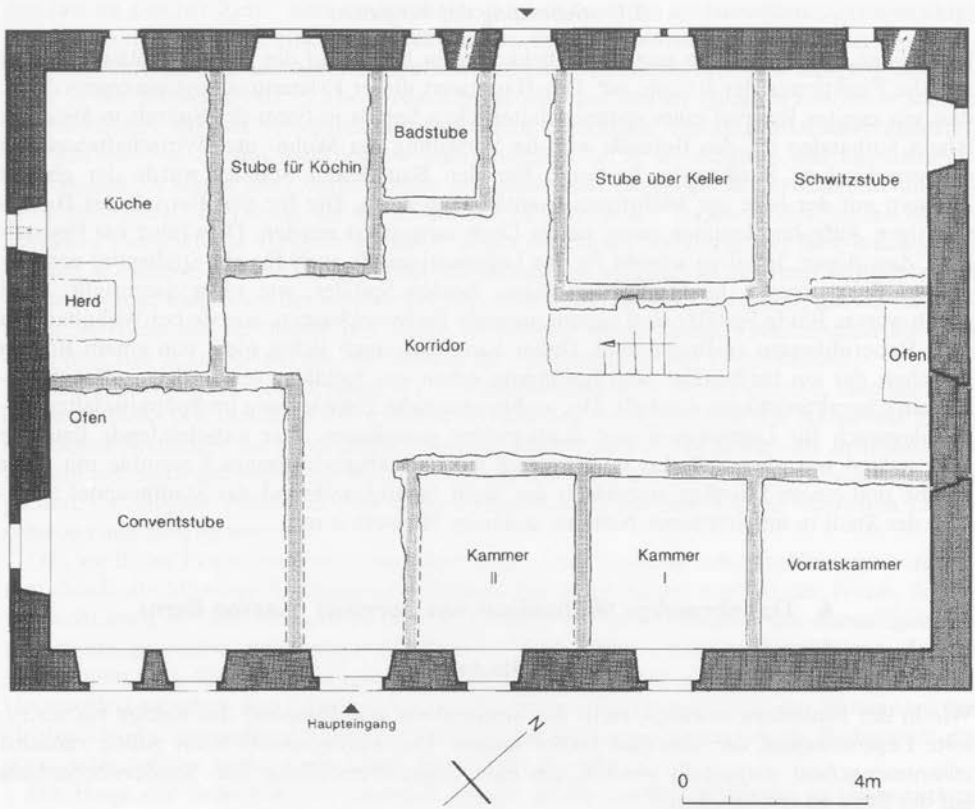 Badstube
Stube für Köchin
Stube über Keller
Schwitzstube
Küche
Herd
Korridor
Ofen
Ofen
Conventstube
Kammer
II
Kammer
I
Vorratskammer
Haupteingang
N
0 4m